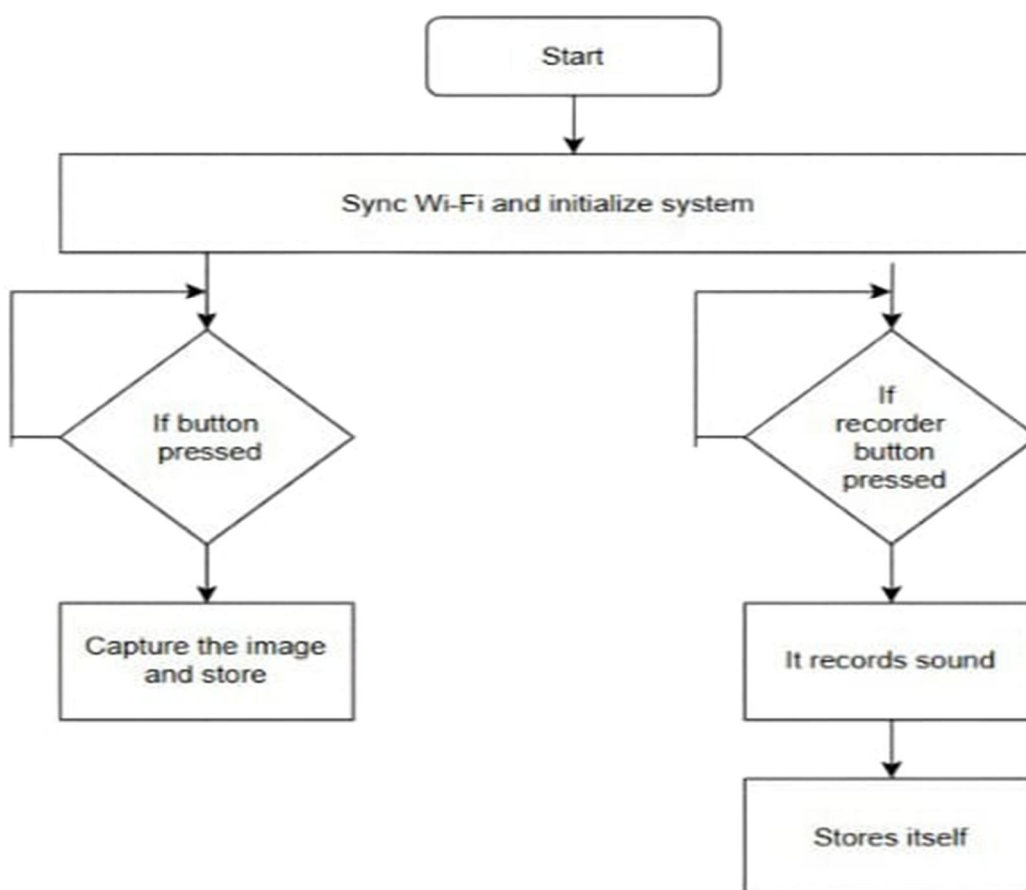 Start
Sync Wi-Fi and initialize system
If button
pressed
If
recorder
button
pressed
Capture the image
and store
It records sound
Stores itself